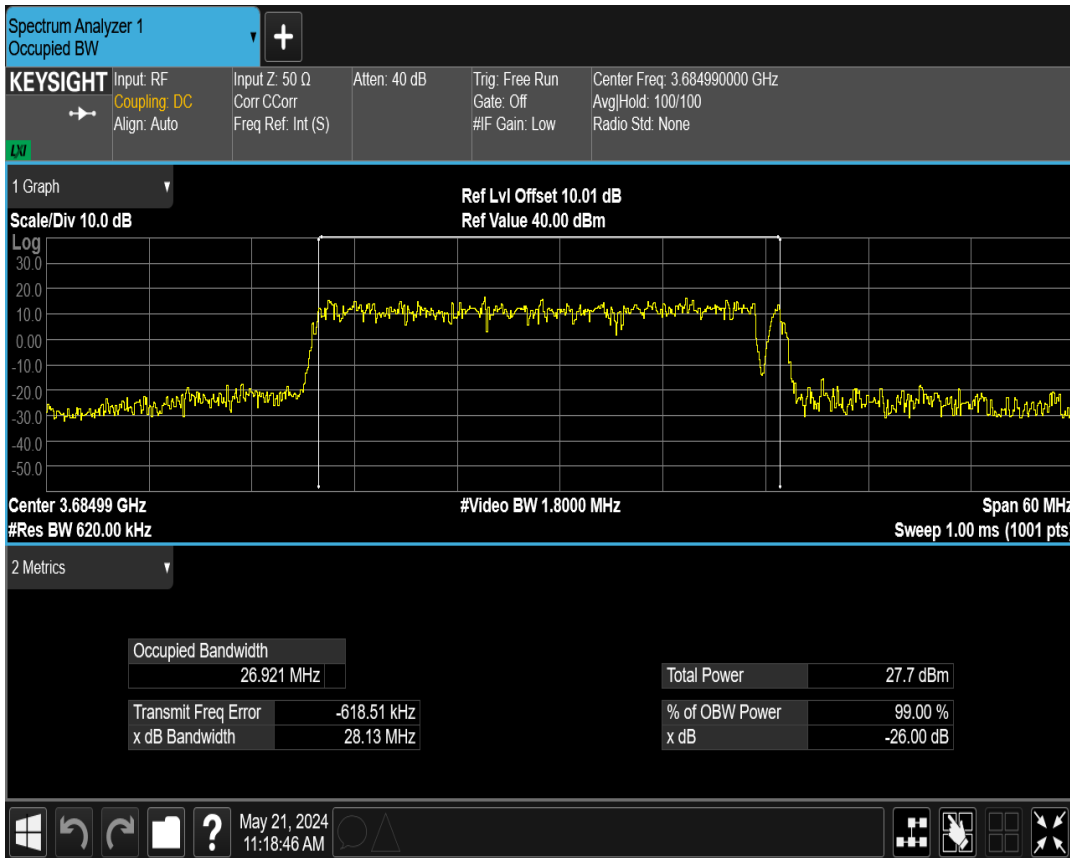 Spectrum Analyzer 1
Occupied BW
+
KEYSIGHT
LXI
Input: RF
Coupling: DC
Align: Auto
Input Z: 50 Ω
Corr CCorr
Freq Ref: Int (S)
Atten: 40 dB
Trig: Free Run
Gate: Off
#IF Gain: Low
Center Freq: 3.684990000 GHz
Avg|Hold: 100/100
Radio Std: None
1 Graph
Scale/Div 10.0 dB
Ref Lvl Offset 10.01 dB
Ref Value 40.00 dBm
Log
30.0
20.0
10.0
0.00
-10.0
-20.0
-30.0
-40.0
-50.0
Center 3.68499 GHz
#Video BW 1.8000 MHz
Span 60 MHz
#Res BW 620.00 kHz
Sweep 1.00 ms (1001 pts)
2 Metrics
Occupied Bandwidth
26.921 MHz
Transmit Freq Error -618.51 kHz
x dB Bandwidth 28.13 MHz
Total Power 27.7 dBm
% of OBW Power 99.00 %
x dB -26.00 dB
?
May 21, 2024
11:18:46 AM